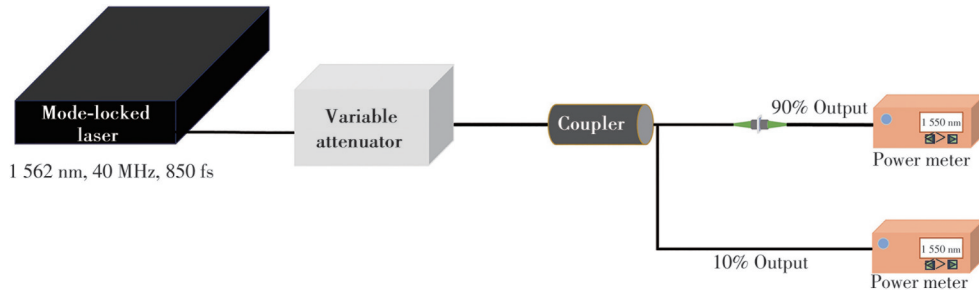 Mode-locked
laser
1 562 nm, 40 MHz, 850 fs
Variable
attenuator
Coupler
90% Output
1 550 nm
Power meter
10% Output
1 550 nm
Power meter